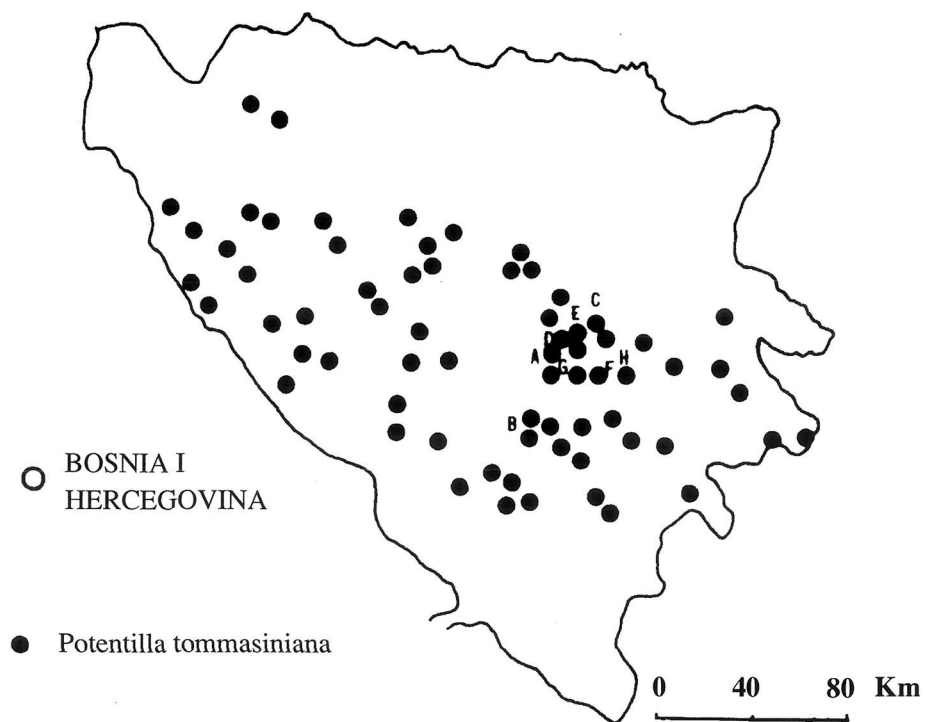 C
E
D
A
G
F
H
B
BOSNIA I
HERCEGOVINA
Potentilla tommasiniana
0 40 80 Km